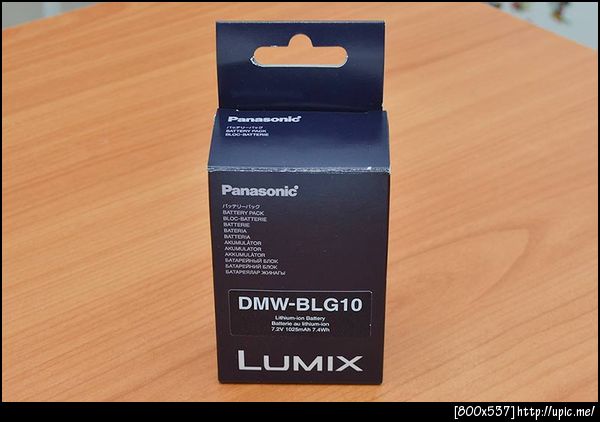 Panasonic
バッテリーパック
BATTERY PACK
BLOC-BATTERIE
Panasonic
バッテリーパック
BATTERY PACK
BLOC-BATTERIE
BATTERIE
BATERIA
BATTERIA
AKUMULÁTOR
AKUMULATOR
AKKUMULÁTOR
БАТАРЕЙНЫЙ БЛОК
БАТАРЕЙНИЙ БЛОК
БАТАРЕЯЛАР ЖИНАҒЫ
DMW-BLG10
Lithium-ion Battery
Batterie au lithium-ion
7.2V 1025mAh 7.4Wh
LUMIX
[800x537]http://upic.me/